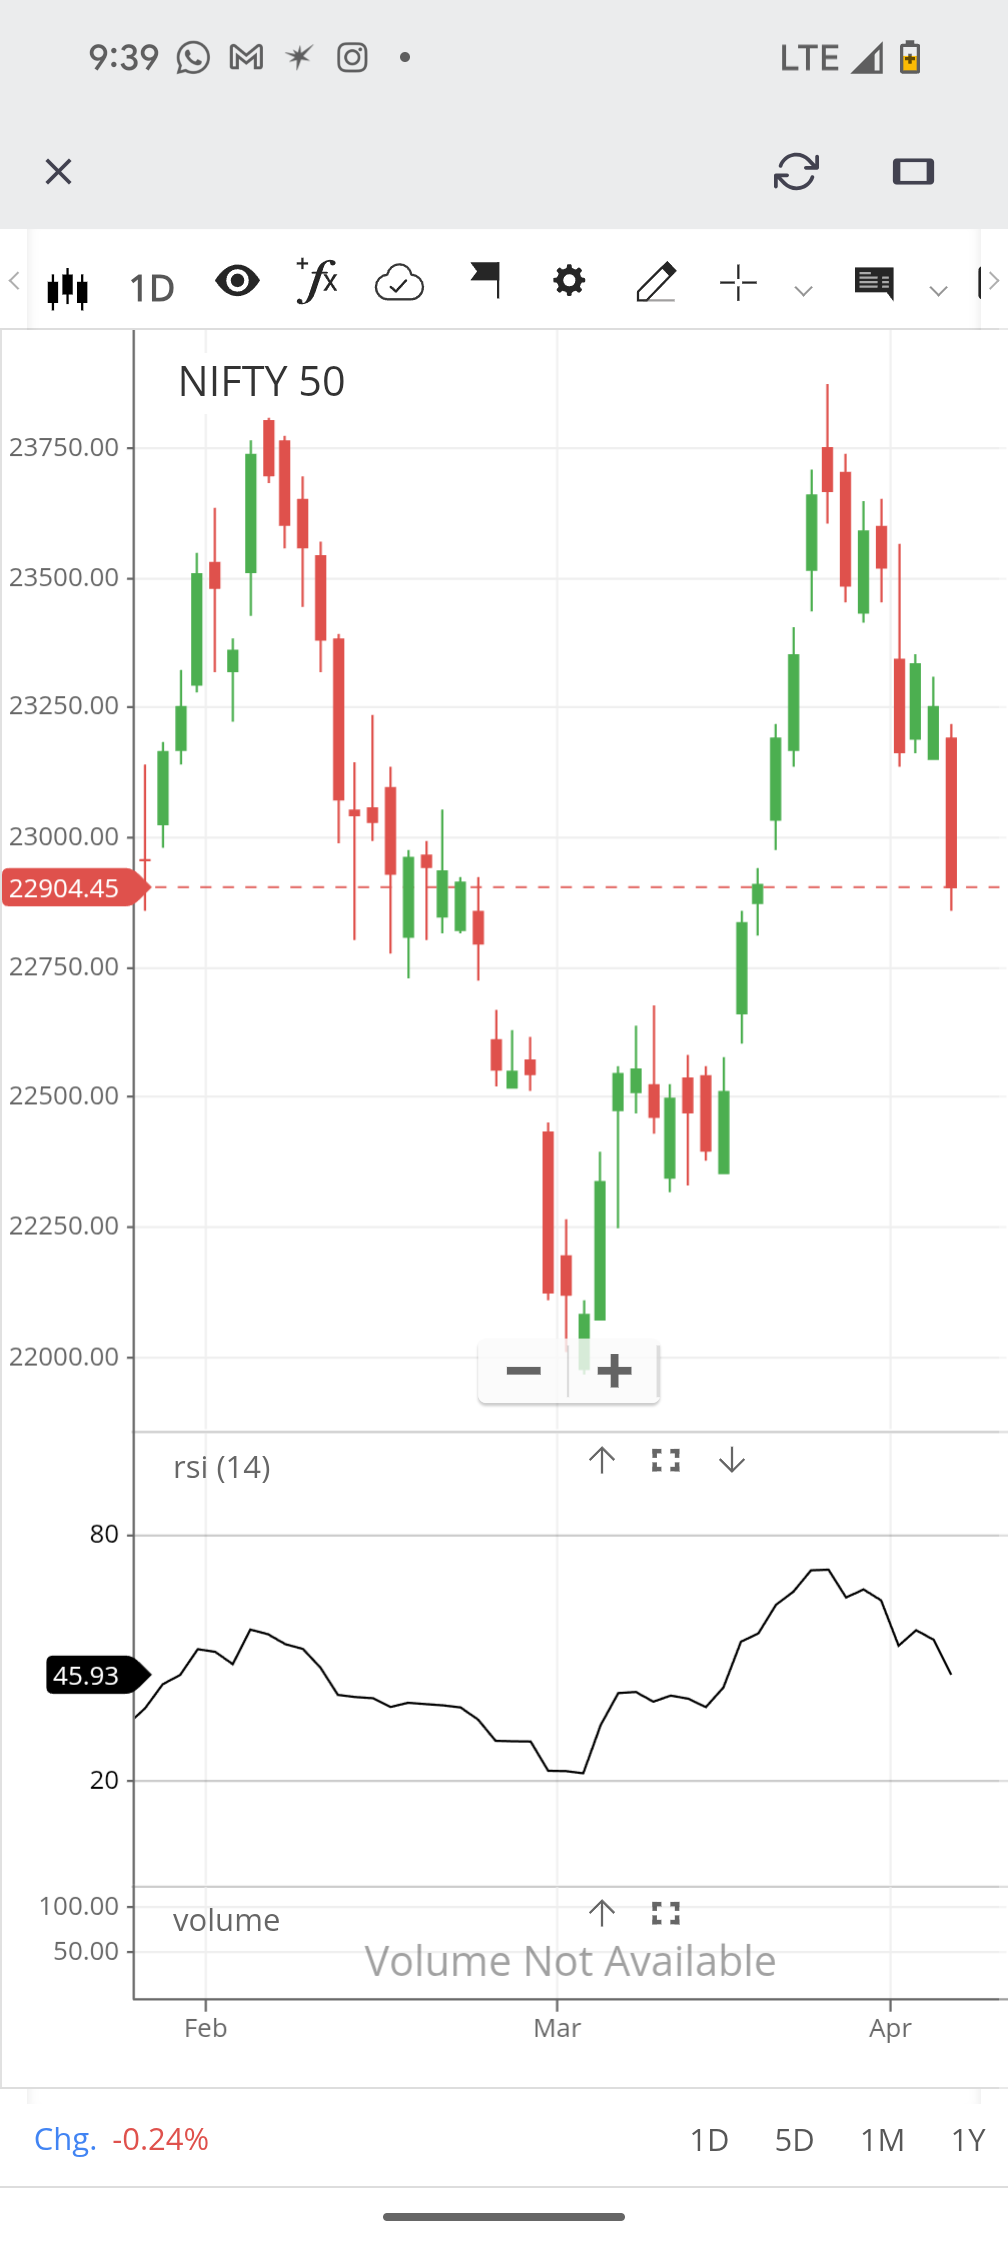 9:39 LTE
1D fx
NIFTY 50
23750.00
23500.00
23250.00
23000.00
22904.45
22750.00
22500.00
22250.00
22000.00
rsi (14)
80
45.93
20
100.00
volume
50.00
Volume Not Available
Feb Mar Apr
Chg. -0.24% 1D 5D 1M 1Y